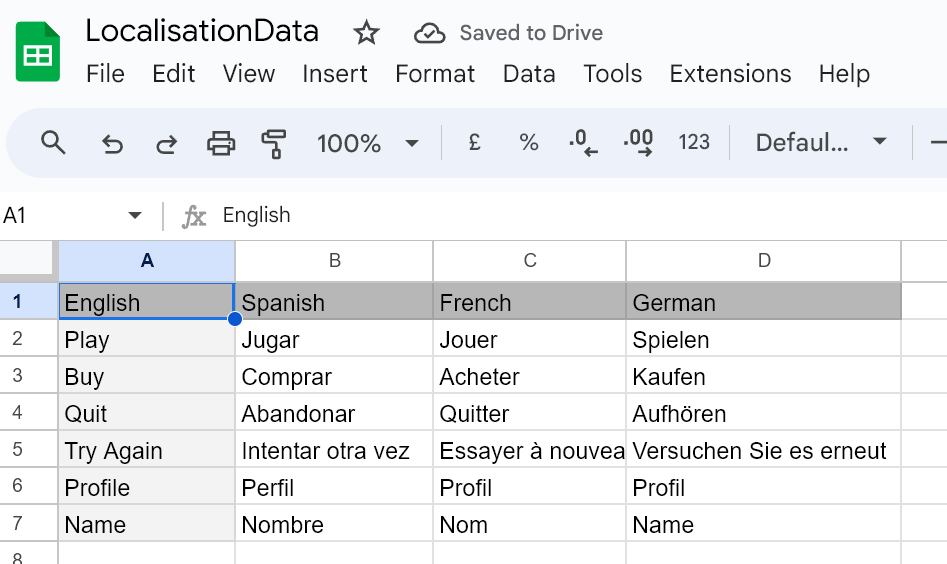 LocalisationData Saved to Drive
File Edit View Insert Format Data Tools Extensions Help
100% £ % .0 .00 123 Defaul...
A1 fx English
A B C D
1 English Spanish French German
2 Play Jugar Jouer Spielen
3 Buy Comprar Acheter Kaufen
4 Quit Abandonar Quitter Aufhören
5 Try Again Intentar otra vez Essayer à nouvea Versuchen Sie es erneut
6 Profile Perfil Profil Profil
7 Name Nombre Nom Name
8